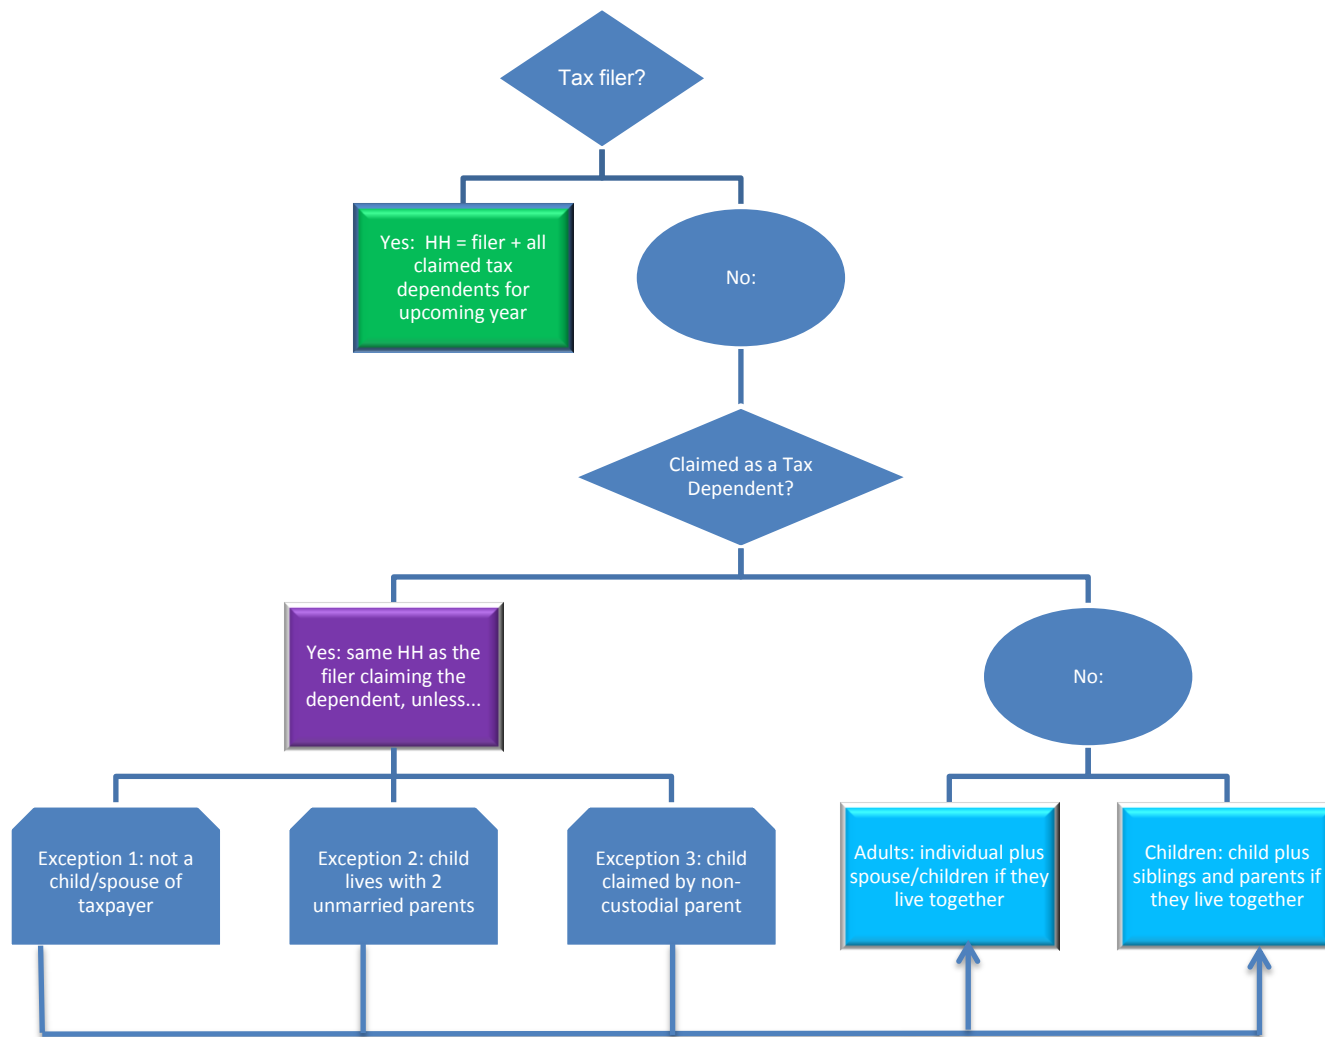 Tax filer?
Yes:  HH = filer + all
claimed tax
dependents for
upcoming year
No:
Claimed as a Tax
Dependent?
Yes: same HH as the
filer claiming the
dependent, unless...
No:
Exception 1: not a
child/spouse of
taxpayer
Exception 2: child
lives with 2
unmarried parents
Exception 3: child
claimed by non-
custodial parent
Adults: individual plus
spouse/children if they
live together
Children: child plus
siblings and parents if
they live together